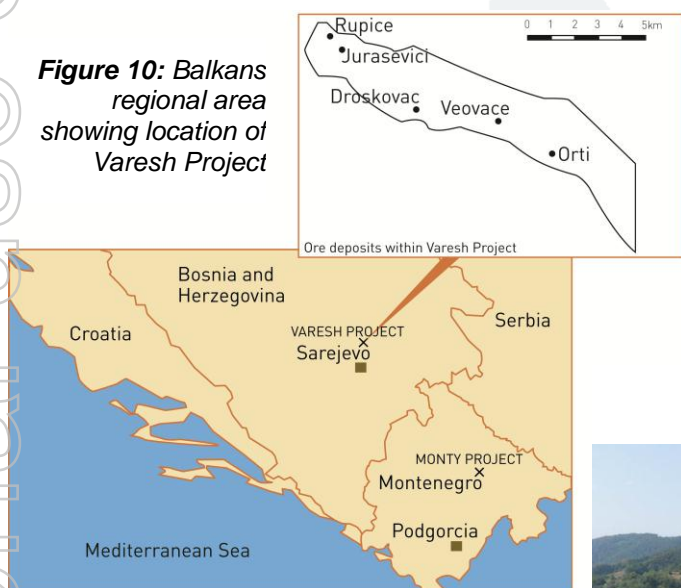 Figure 10: Balkans
regional area
showing location of
Varesh Project
Rupice
Jurasevici
Droskovac
Veovace
Orti
0 1 2 3 4 5km
Ore deposits within Varesh Project
Bosnia and
Herzegovina
Croatia
Serbia
VARESH PROJECT
Sarejevo
MONTY PROJECT
Montenegro
Podgorcia
Mediterranean Sea